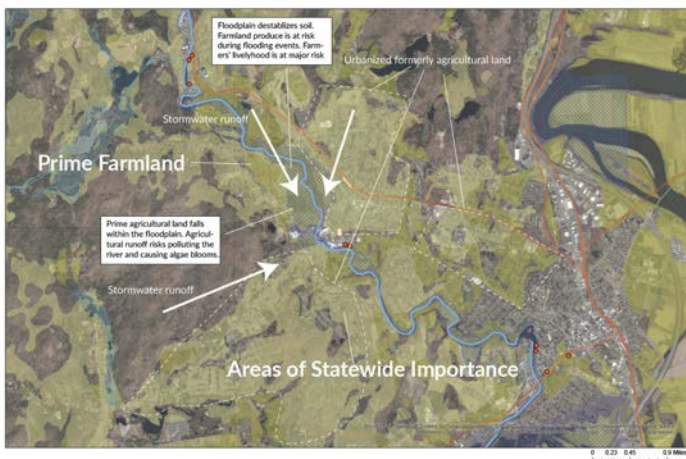 Floodplain destablizes soil.
Farmland produce is at risk
during flooding events. Farm-
ers' livelyhood is at major risk
Urbanized formerly agricultural land
Stormwater runoff
Prime Farmland
Prime agricultural land falls
within the floodplain. Agricul-
tural runoff risks polluting the
river and causing algae blooms.
Stormwater runoff
Areas of Statewide Importance
0 0.23 0.45 0.9 Miles